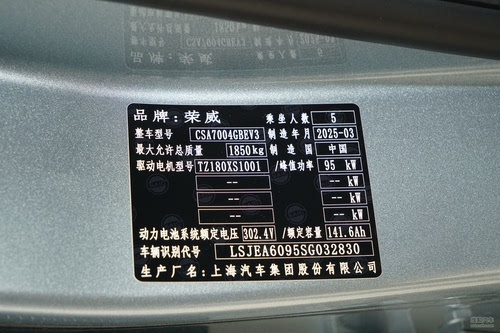 品牌:荣威 乘坐人数 5
整车型号 CSA7004GBEV3 制造年月 2025-03
最大允许总质量 1850kg 制造国 中国
驱动电机型号 TZ180XS1001 /峰值功率 95 kW
-- -- kW
-- -- kW
-- -- kW
动力电池系统额定电压 302.4V /额定容量 141.6Ah
车辆识别代号 LSJEA6095SG032830
生产厂名:上海汽车集团股份有限公司